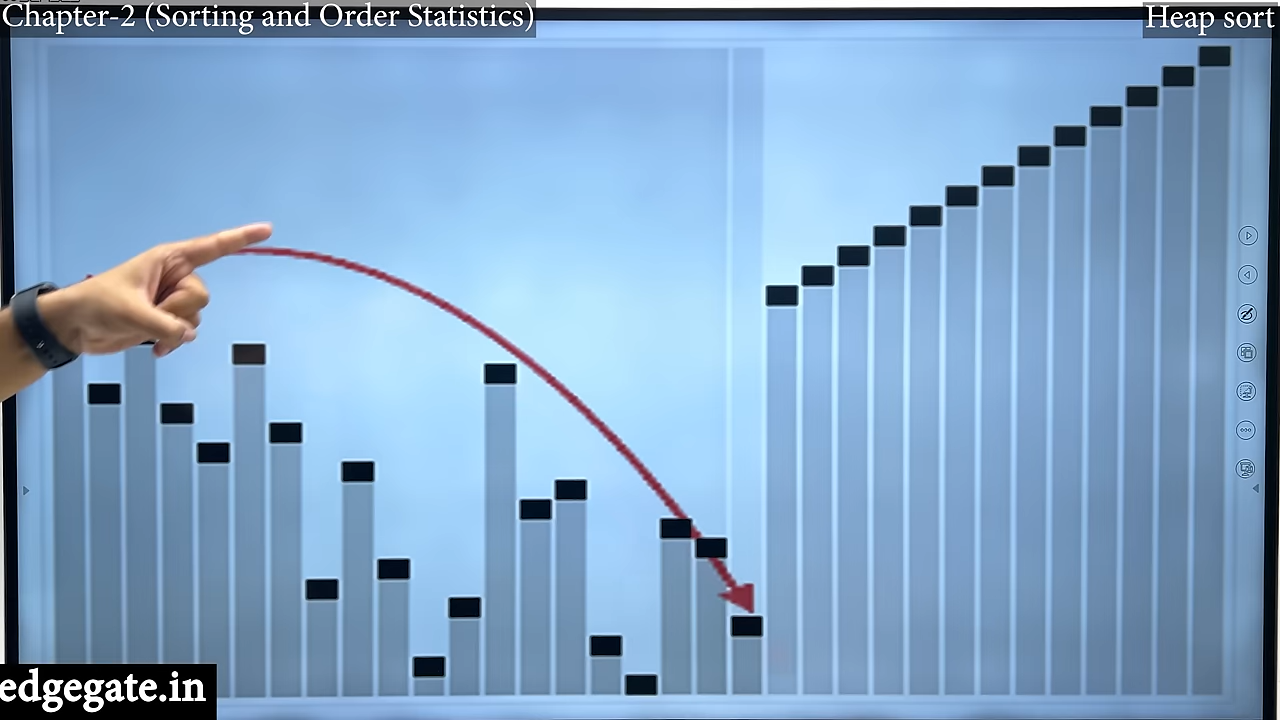 Chapter-2 (Sorting and Order Statistics)
Heap sort
edgegate.in